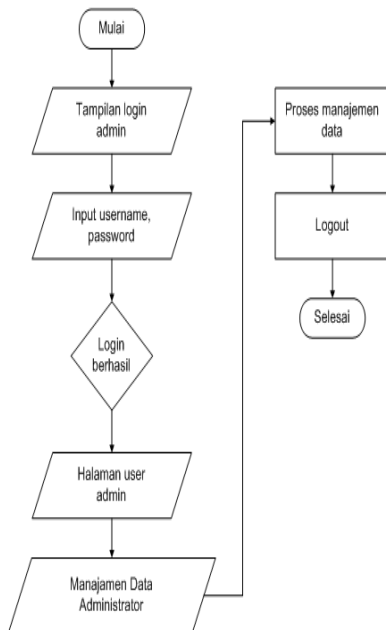 Mulai
Tampilan login
admin
Input username,
password
Login
berhasil
Halaman user
admin
Manajamen Data
Administrator
Proses manajemen
data
Logout
Selesai